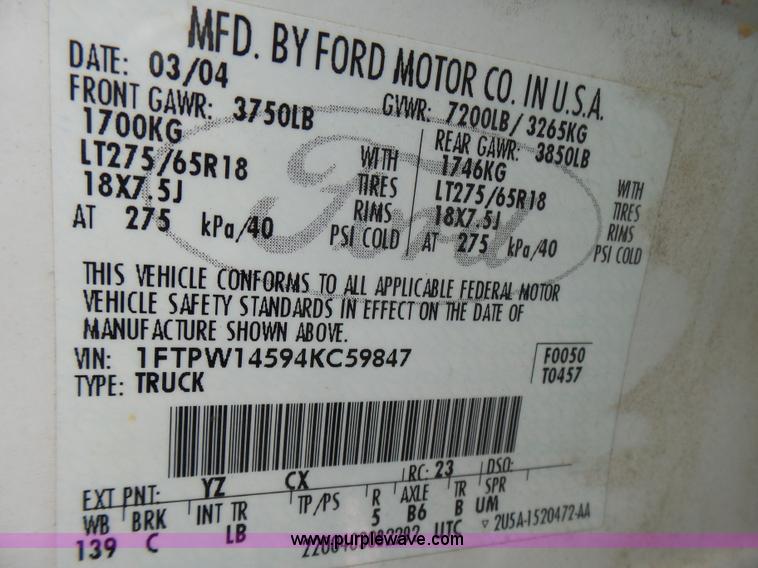 MFD. BY FORD MOTOR CO. IN U.S.A.
DATE: 03/04 GVWR: 7200LB/ 3265KG
FRONT GAWR: 3750LB REAR GAWR: 3850LB
1700KG WITH 1746KG WITH
LT275/65R18 TIRES LT275/65R18 TIRES
18X7.5J RIMS 18X7.5J RIMS
AT 275 kPa/40 PSI COLD AT 275 kPa/40 PSI COLD
Ford
THIS VEHICLE CONFORMS TO ALL APPLICABLE FEDERAL MOTOR
VEHICLE SAFETY STANDARDS IN EFFECT ON THE DATE OF
MANUFACTURE SHOWN ABOVE.
VIN: 1FTPW14594KC59847 F0050
TYPE: TRUCK T0457
EXT PNT: YZ CX RC: 23 DSO:
WB BRK INT TR TP/PS R AXLE TR SPR
139 C LB 5 B6 B UM
UTC ▽ 2U5A-1520472-AA
www.purplewave.com